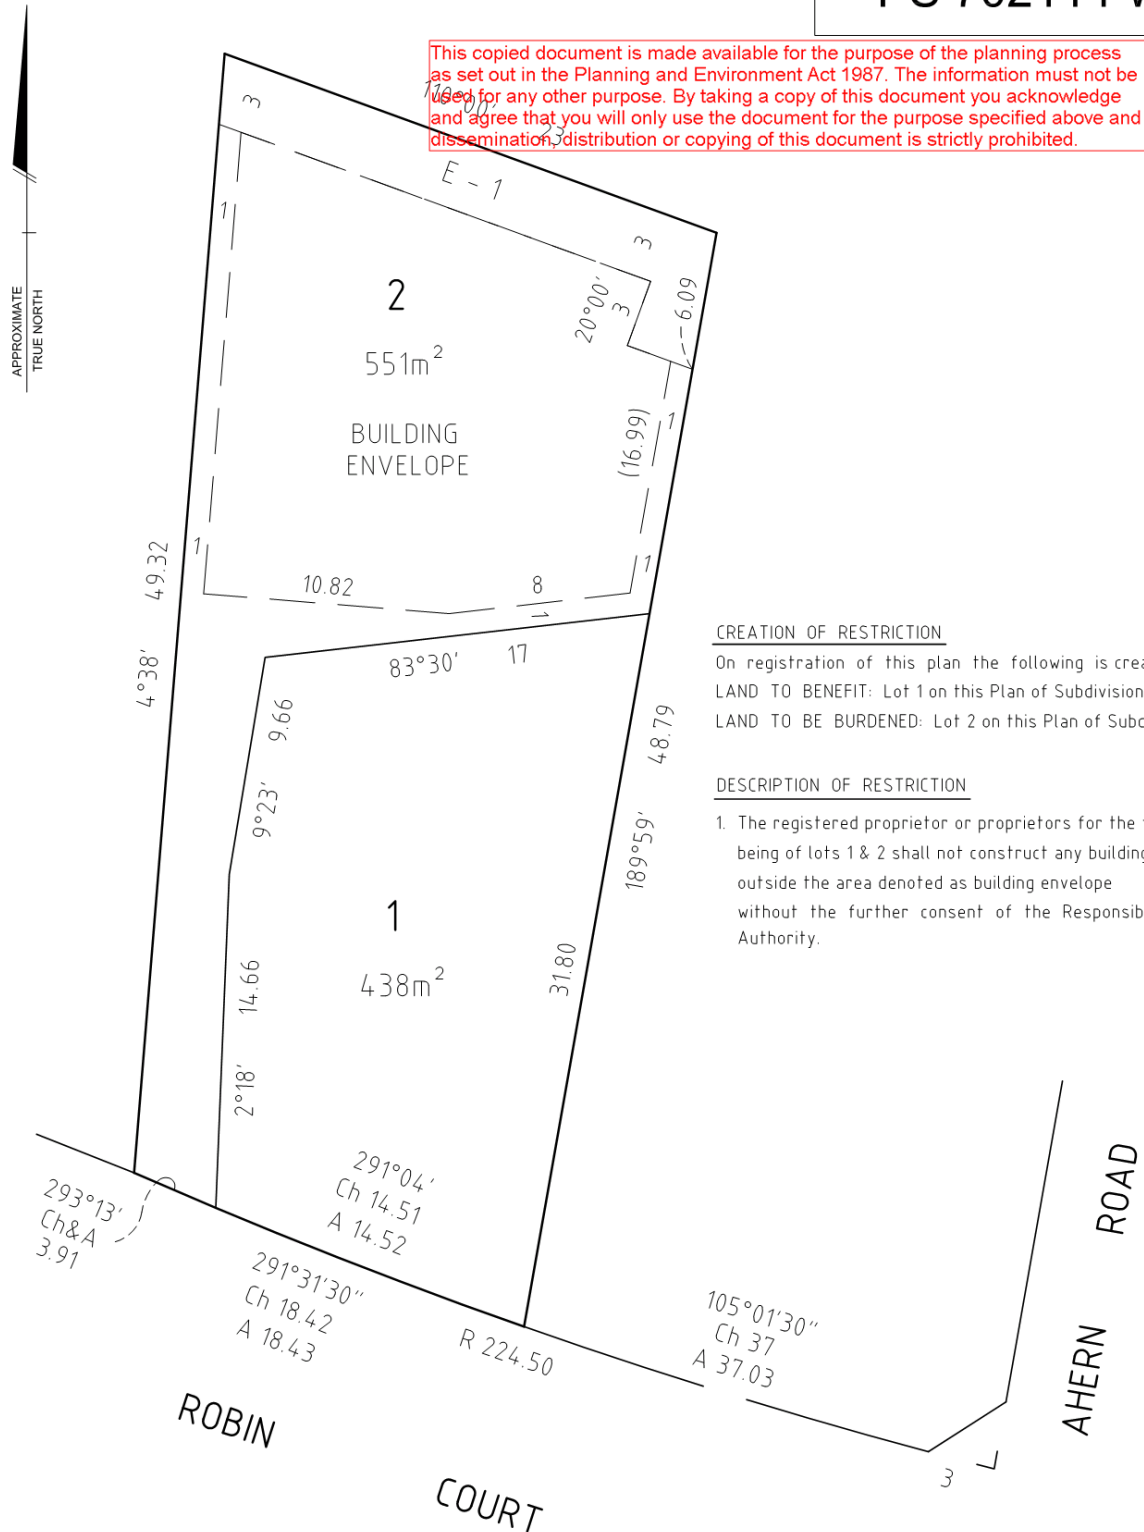 This copied document is made available for the purpose of the planning process
as set out in the Planning and Environment Act 1987. The information must not be
used for any other purpose. By taking a copy of this document you acknowledge
and agree that you will only use the document for the purpose specified above and
dissemination, distribution or copying of this document is strictly prohibited.
110°00'
23
3
E - 1
3
1
2
20°00'
3
6.09
551m²
APPROXIMATE
TRUE NORTH
BUILDING
ENVELOPE
(16.99)
1
1
1
10.82
8
1
49.32
4°38'
83°30'
17
9.66
9°23'
48.79
189°59'
CREATION OF RESTRICTION
On registration of this plan the following is
LAND TO BENEFIT: Lot 1 on this Plan of Subdivision
LAND TO BE BURDENED: Lot 2 on this Plan of
DESCRIPTION OF RESTRICTION
1. The registered proprietor or proprietors for the
being of lots 1 & 2 shall not construct any building
outside the area denoted as building envelope
without the further consent of the
Authority.
1
438m²
31.80
14.66
2°18'
291°04'
Ch 14.51
A 14.52
293°13'
Ch&A
3.91
291°31'30"
Ch 18.42
A 18.43
R 224.50
105°01'30"
Ch 37
A 37.03
3
AHERN ROAD
ROBIN
COURT